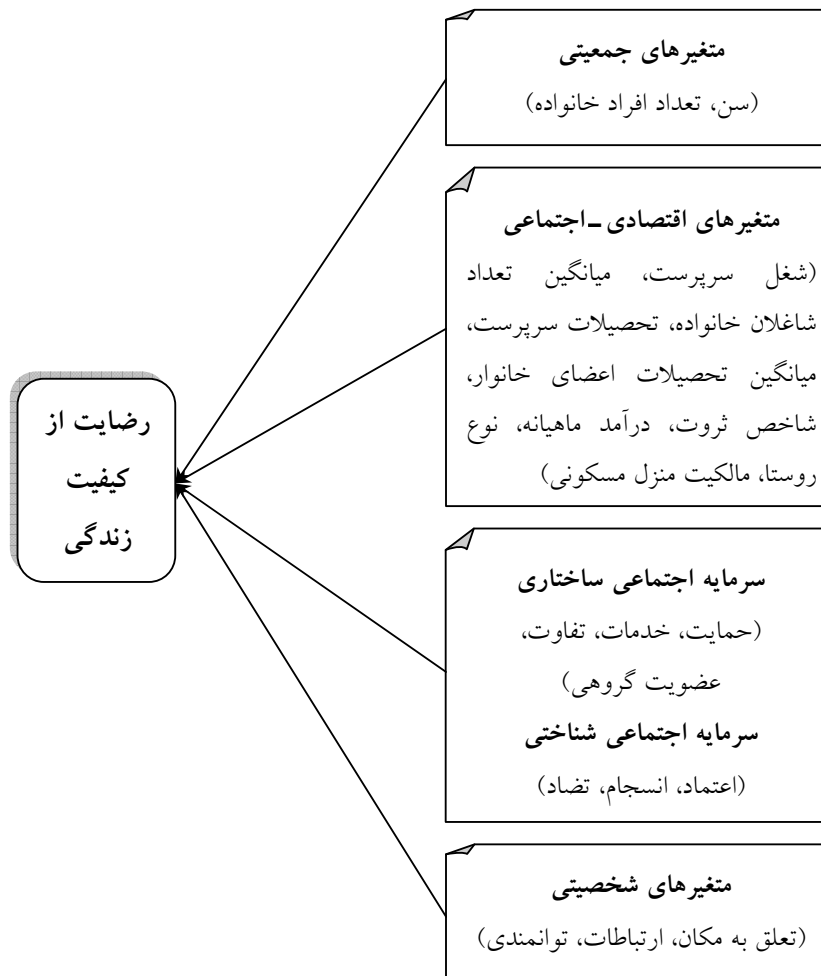 متغیرهای جمعیتی
(سن، تعداد افراد خانواده)
متغیرهای اقتصادی ـ اجتماعی
(شغل سرپرست، میانگین تعداد
شاغلان خانواده، تحصیلات سرپرست،
میانگین تحصیلات اعضای خانوار،
شاخص ثروت، درآمد ماهیانه، نوع
روستا، مالکیت منزل مسکونی)
سرمایه اجتماعی ساختاری
(حمایت، خدمات، تفاوت،
عضویت گروهی)
سرمایه اجتماعی شناختی
(اعتماد، انسجام، تضاد)
متغیرهای شخصیتی
(تعلق به مکان، ارتباطات، توانمندی)
رضایت از
کیفیت
زندگی